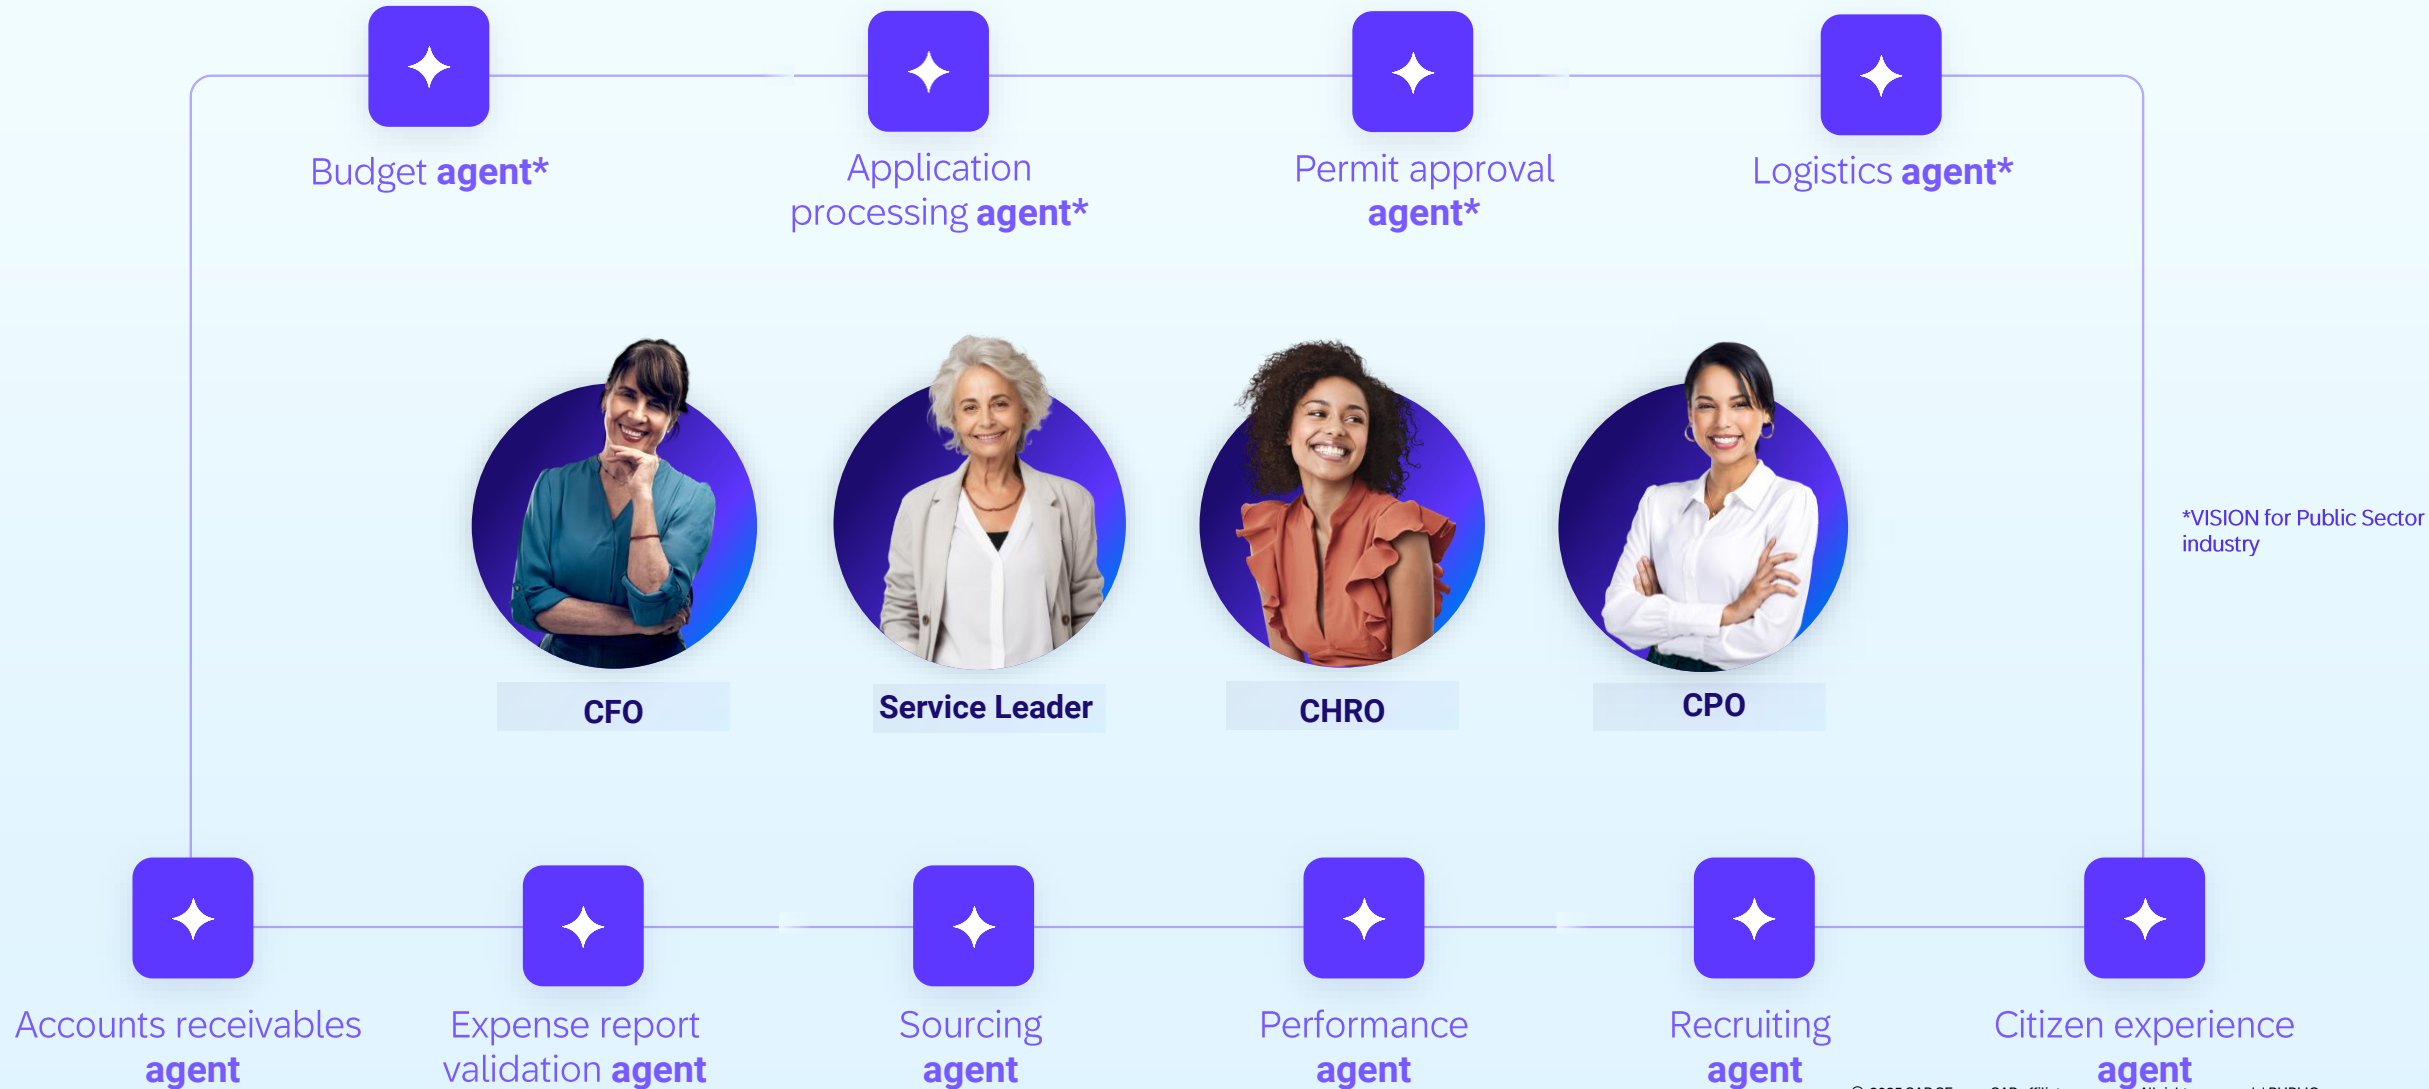 Budget agent*
Application
processing agent*
Permit approval
agent*
Logistics agent*
*VISION for Public Sector
industry
CFO
Service Leader
CHRO
CPO
Accounts receivables
agent
Expense report
validation agent
Sourcing
agent
Performance
agent
Recruiting
agent
Citizen experience
agent